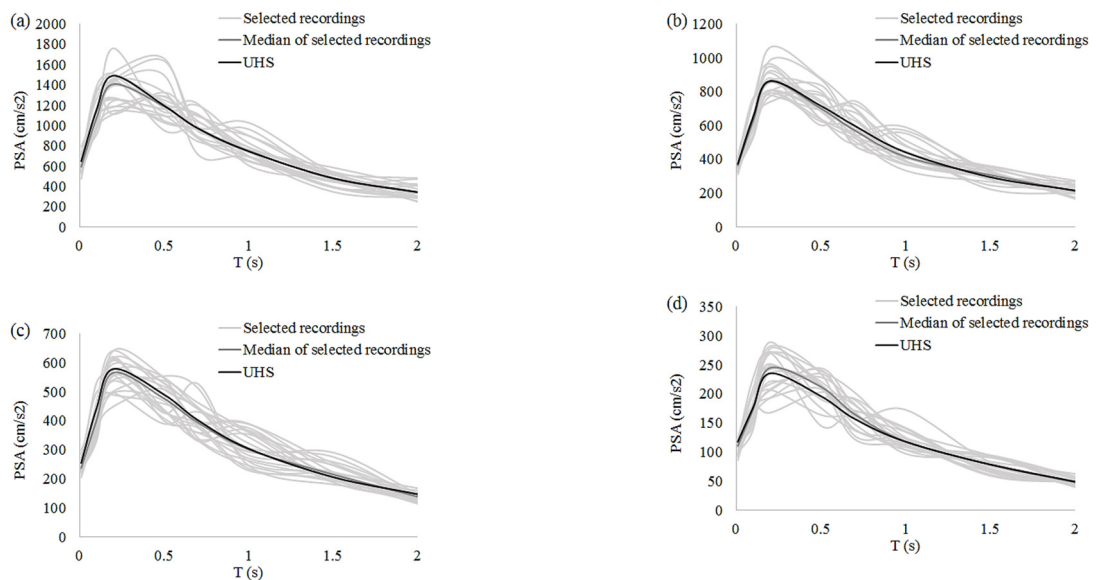 (a)
2000
1800
1600
1400
1200
1000
800
600
400
200
0
PSA (cm/s2)
Selected recordings
Median of selected recordings
UHS
0 0.5 1 1.5 2
T (s)
(b)
1200
1000
800
600
400
200
0
PSA (cm/s2)
Selected recordings
Median of selected recordings
UHS
0 0.5 1 1.5 2
T (s)
(c)
700
600
500
400
300
200
100
0
PSA (cm/s2)
Selected recordings
Median of selected recordings
UHS
0 0.5 1 1.5 2
T (s)
(d)
350
300
250
200
150
100
50
0
PSA (cm/s2)
Selected recordings
Median of selected recordings
UHS
0 0.5 1 1.5 2
T (s)